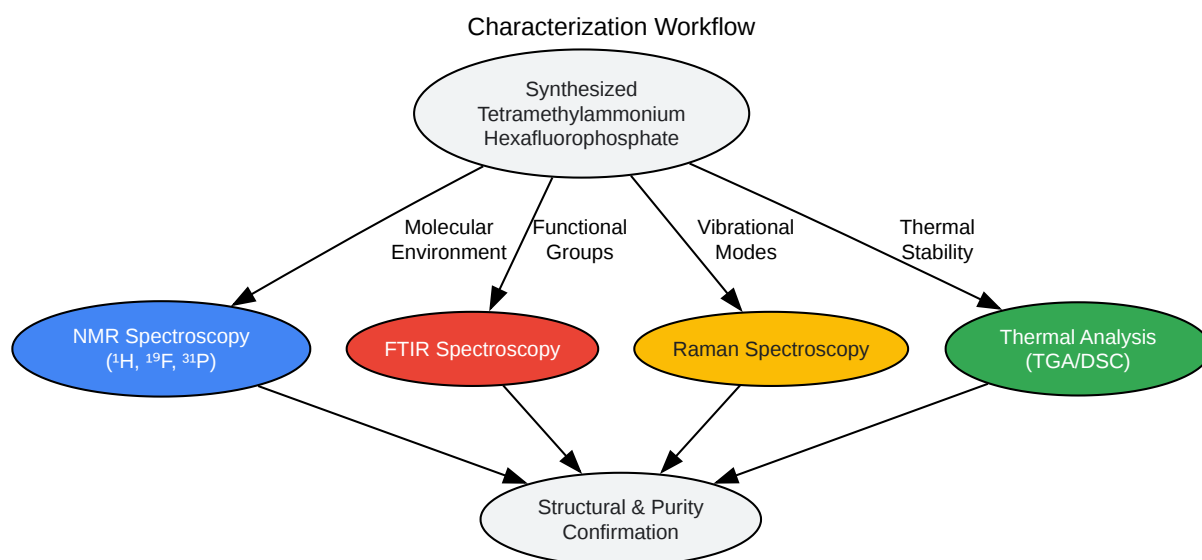 Characterization Workflow
Synthesized
Tetramethylammonium
Hexafluorophosphate
Molecular
Environment
Functional
Groups
Vibrational
Modes
Thermal
Stability
NMR Spectroscopy
(¹H, ¹⁹F, ³¹P)
FTIR Spectroscopy
Raman Spectroscopy
Thermal Analysis
(TGA/DSC)
Structural & Purity
Confirmation